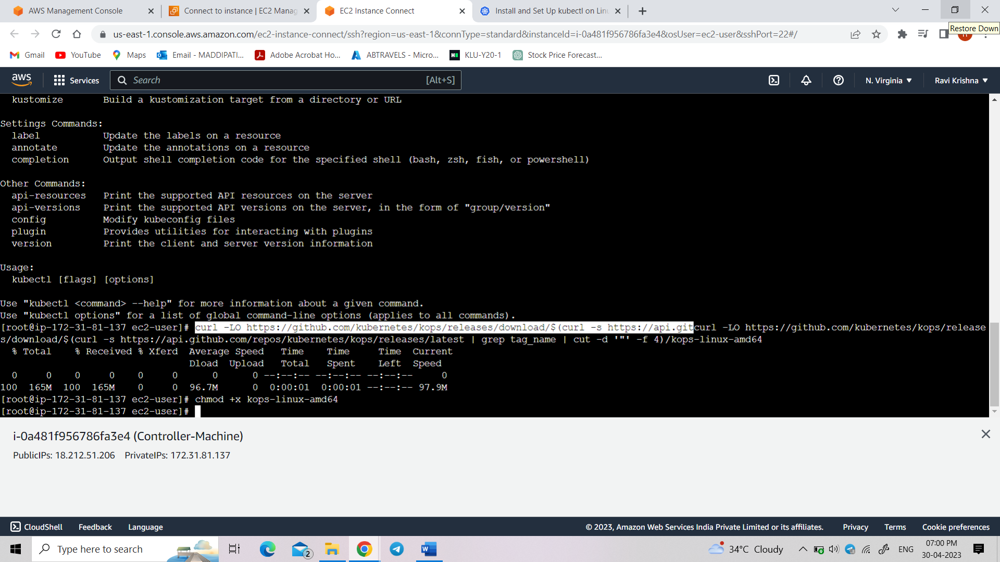 AWS Management Console
Connect to instance | EC2 Manag
EC2 Instance Connect
Install and Set Up kubectl on Lin
Restore Down
us-east-1.console.aws.amazon.com/ec2-instance-connect/ssh?region=us-east-1&connType=standard&instanceId=i-0a481f956786fa3e4&osUser=ec2-user&sshPort=22#/
Gmail
YouTube
Maps
Email - MADDIPATI...
Adobe Acrobat Ho...
ABTRAVELS - Micro...
KLU-Y20-1
Stock Price Forecast...
aws
Services
Search
[Alt+S]
N. Virginia
Ravi Krishna
kustomize Build a kustomization target from a directory or URL
Settings Commands:
label Update the labels on a resource
annotate Update the annotations on a resource
completion Output shell completion code for the specified shell (bash, zsh, fish, or powershell)
Other Commands:
api-resources Print the supported API resources on the server
api-versions Print the supported API versions on the server, in the form of "group/version"
config Modify kubeconfig files
plugin Provides utilities for interacting with plugins
version Print the client and server version information
Usage:
kubectl [flags] [options]
Use "kubectl <command> --help" for more information about a given command.
Use "kubectl options" for a list of global command-line options (applies to all commands).
[root@ip-172-31-81-137 ec2-user]# curl -LO https://github.com/kubernetes/kops/releases/download/$(curl -s https://api.gitcurl -LO https://github.com/kubernetes/kops/release
s/download/$(curl -s https://api.github.com/repos/kubernetes/kops/releases/latest | grep tag_name | cut -d '"' -f 4)/kops-linux-amd64
% Total % Received % Xferd Average Speed Time Time Time Current
Dload Upload Total Spent Left Speed
0 0 0 0 0 0 0 0 --:--:-- --:--:-- --:--:-- 0
100 165M 100 165M 0 0 96.7M 0 0:00:01 0:00:01 --:--:-- 97.9M
[root@ip-172-31-81-137 ec2-user]# chmod +x kops-linux-amd64
[root@ip-172-31-81-137 ec2-user]#
i-0a481f956786fa3e4 (Controller-Machine)
PublicIPs: 18.212.51.206 PrivateIPs: 172.31.81.137
CloudShell
Feedback
Language
© 2023, Amazon Web Services India Private Limited or its affiliates.
Privacy
Terms
Cookie preferences
Type here to search
2
34°C Cloudy
ENG
07:00 PM
30-04-2023